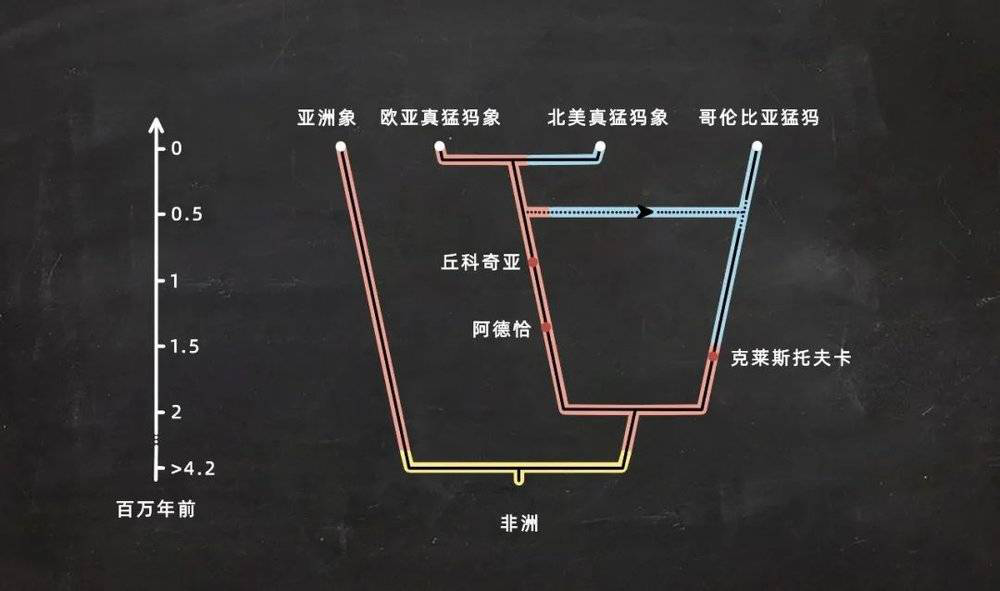 亚洲象
欧亚真猛犸象
北美真猛犸象
哥伦比亚猛犸
0
0.5
丘科奇亚
1
阿德恰
1.5
克莱斯托夫卡
2
>4.2
百万年前
非洲